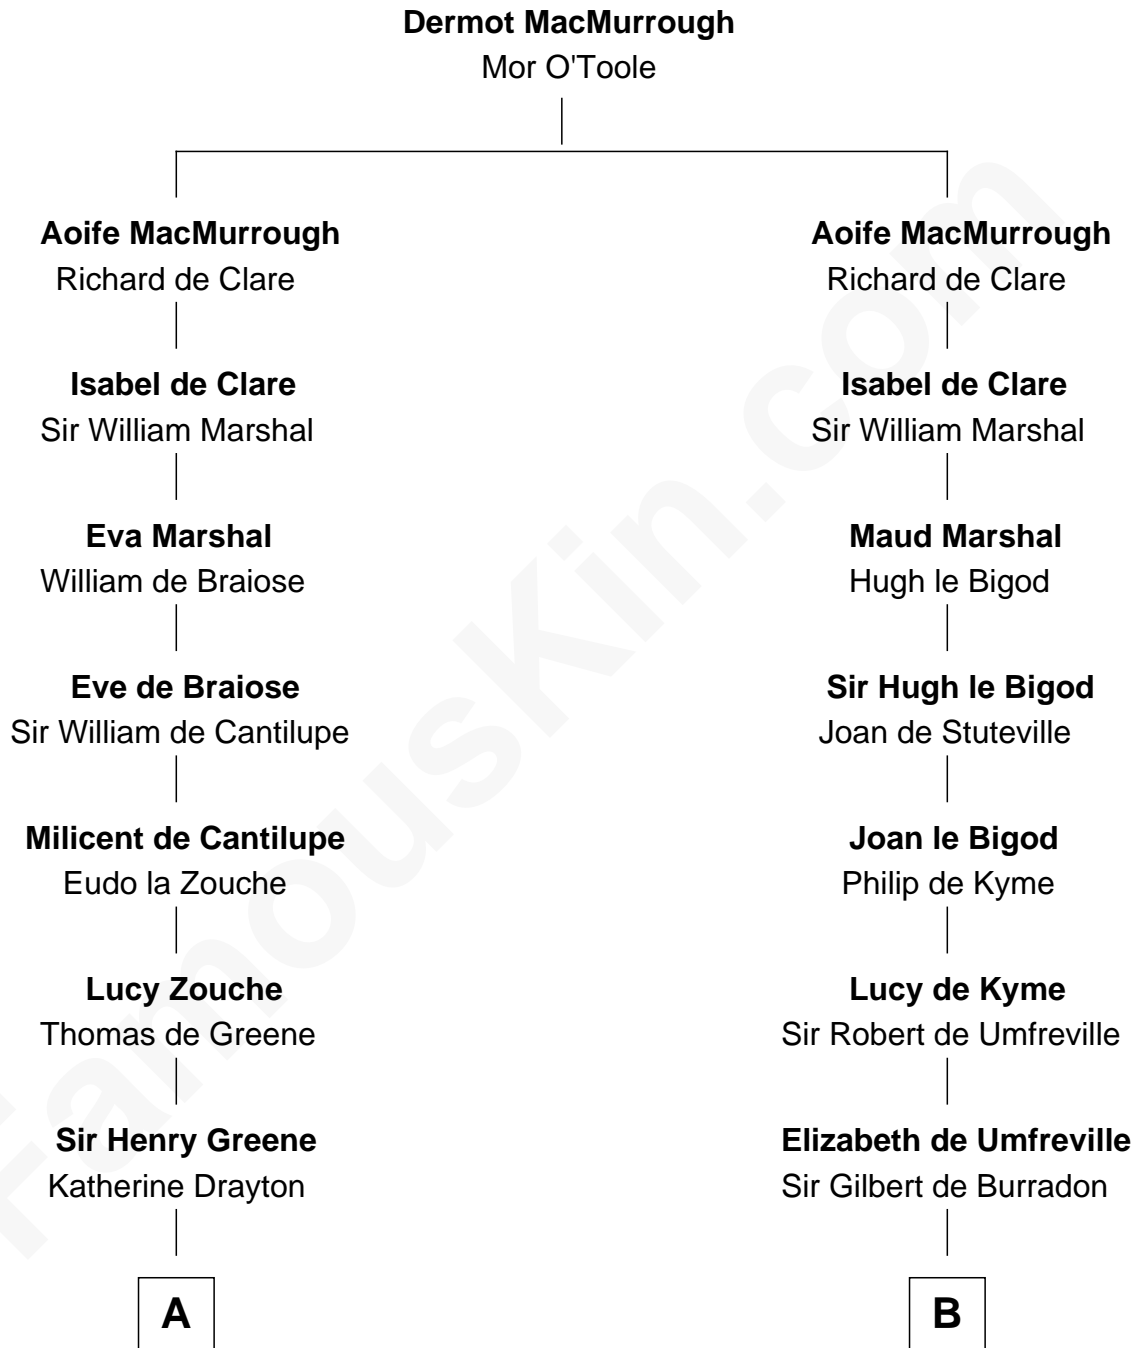 Dermot MacMurrough
Mor O'Toole
Aoife MacMurrough
Richard de Clare
Isabel de Clare
Sir William Marshal
Eva Marshal
William de Braiose
Eve de Braiose
Sir William de Cantilupe
Milicent de Cantilupe
Eudo la Zouche
Lucy Zouche
Thomas de Greene
Sir Henry Greene
Katherine Drayton
A
Aoife MacMurrough
Richard de Clare
Isabel de Clare
Sir William Marshal
Maud Marshal
Hugh le Bigod
Sir Hugh le Bigod
Joan de Stuteville
Joan le Bigod
Philip de Kyme
Lucy de Kyme
Sir Robert de Umfreville
Elizabeth de Umfreville
Sir Gilbert de Burradon
B
FamousKin.com